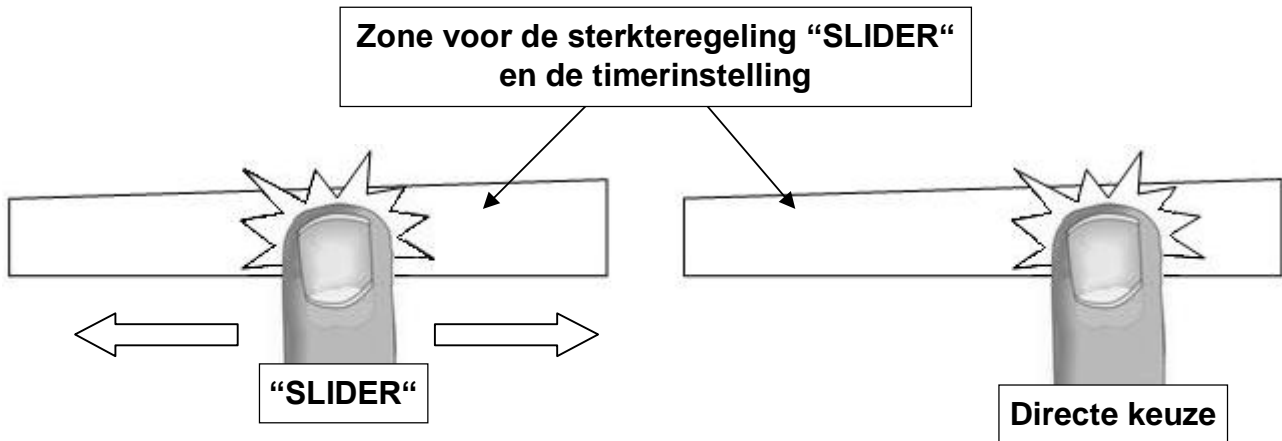 Zone voor de sterkteregeling “SLIDER“
en de timerinstelling
“SLIDER“
Directe keuze